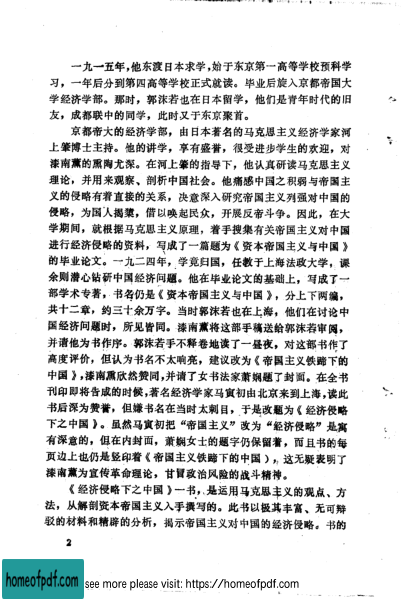 一九一五年，他东渡日本求学，始于东京第一高等学校预科学
习，一年后分到第四高等学校正式就读。毕业后旋入京都帝国大
学经济学部。那时，郭沫若也在日本留学，他们是青年时代的旧
友，成都联中的同学，此时又于东京聚首。
京都帝大的经济学部，由日本著名的马克思主义经济学家河
上肇博士主持。他的讲学，享有盛誉，很受进步学生的欢迎，对
漆南薰的熏陶尤深。在河上肇的指导下，他认真研读马克思主义
理论，并用来观察、剖析中国社会。他痛感中国之积弱与帝国主
义的侵略有着直接的关系，决意深入研究帝国主义列强对中国的
侵略，为国人揭橥，借以唤起民众，开展反帝斗争。因此，在大
学期间，就根据马克思主义原理，着手搜集有关帝国主义对中国
进行经济侵略的资料，写成了一篇题为《资本帝国主义与中国》
的毕业论文。一九二四年，学竟归国，任教于上海法政大学，课
余则潜心钻研中国经济问题。他在毕业论文的基础上，写成了一
部学术专著，书名仍是《资本帝国主义与中国》，分上下两编，
共十二章，约三十余万字。当时郭沫若也在上海，他们在讨论中
国经济问题时，所见皆同。漆南薰将这部手稿送给郭沫若审阅，
并请他为书作序。郭沫若手不释卷地读了一昼夜，对这部书作了
高度评价，但认为书名不太响亮，建议改为《帝国主义铁蹄下的
中国》，漆南薰欣然赞同，并请了女书法家萧娴题了封面。在全书
刊印即将告成的时候，著名经济学家马寅初由北京来到上海，读此
书后深为赞誉，但嫌书名在当时太刺目，于是改题为《经济侵略
下之中国》。虽然马寅初把“帝国主义”改为“经济侵略”是寓
有深意的，但在内封面，萧娴女士的题字仍保留着，而且书的每
页边上也仍是竖印着《帝国主义铁蹄下的中国》，这无疑表明了
漆南薰为宣传革命理论，甘冒政治风险的战斗精神。
《经济侵略下之中国》一书，是运用马克思主义的观点、方
法，从解剖资本帝国主义入手撰写的。此书以极其丰富、无可辩
驳的材料和精辟的分析，揭示帝国主义对中国的经济侵略。书的
2
homeofpdf.com
see more please visit: https://homeofpdf.com